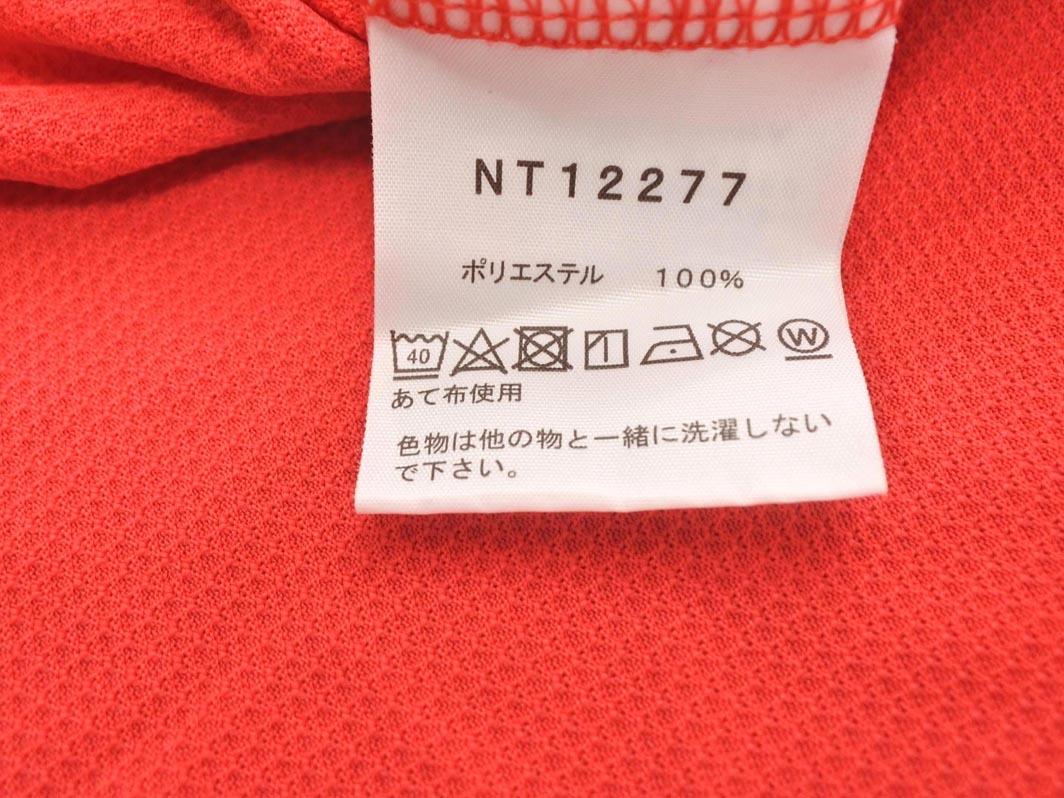 NT12277
ポリエステル 100%
40 W
あて布使用
色物は他の物と一緒に洗濯しない
で下さい。